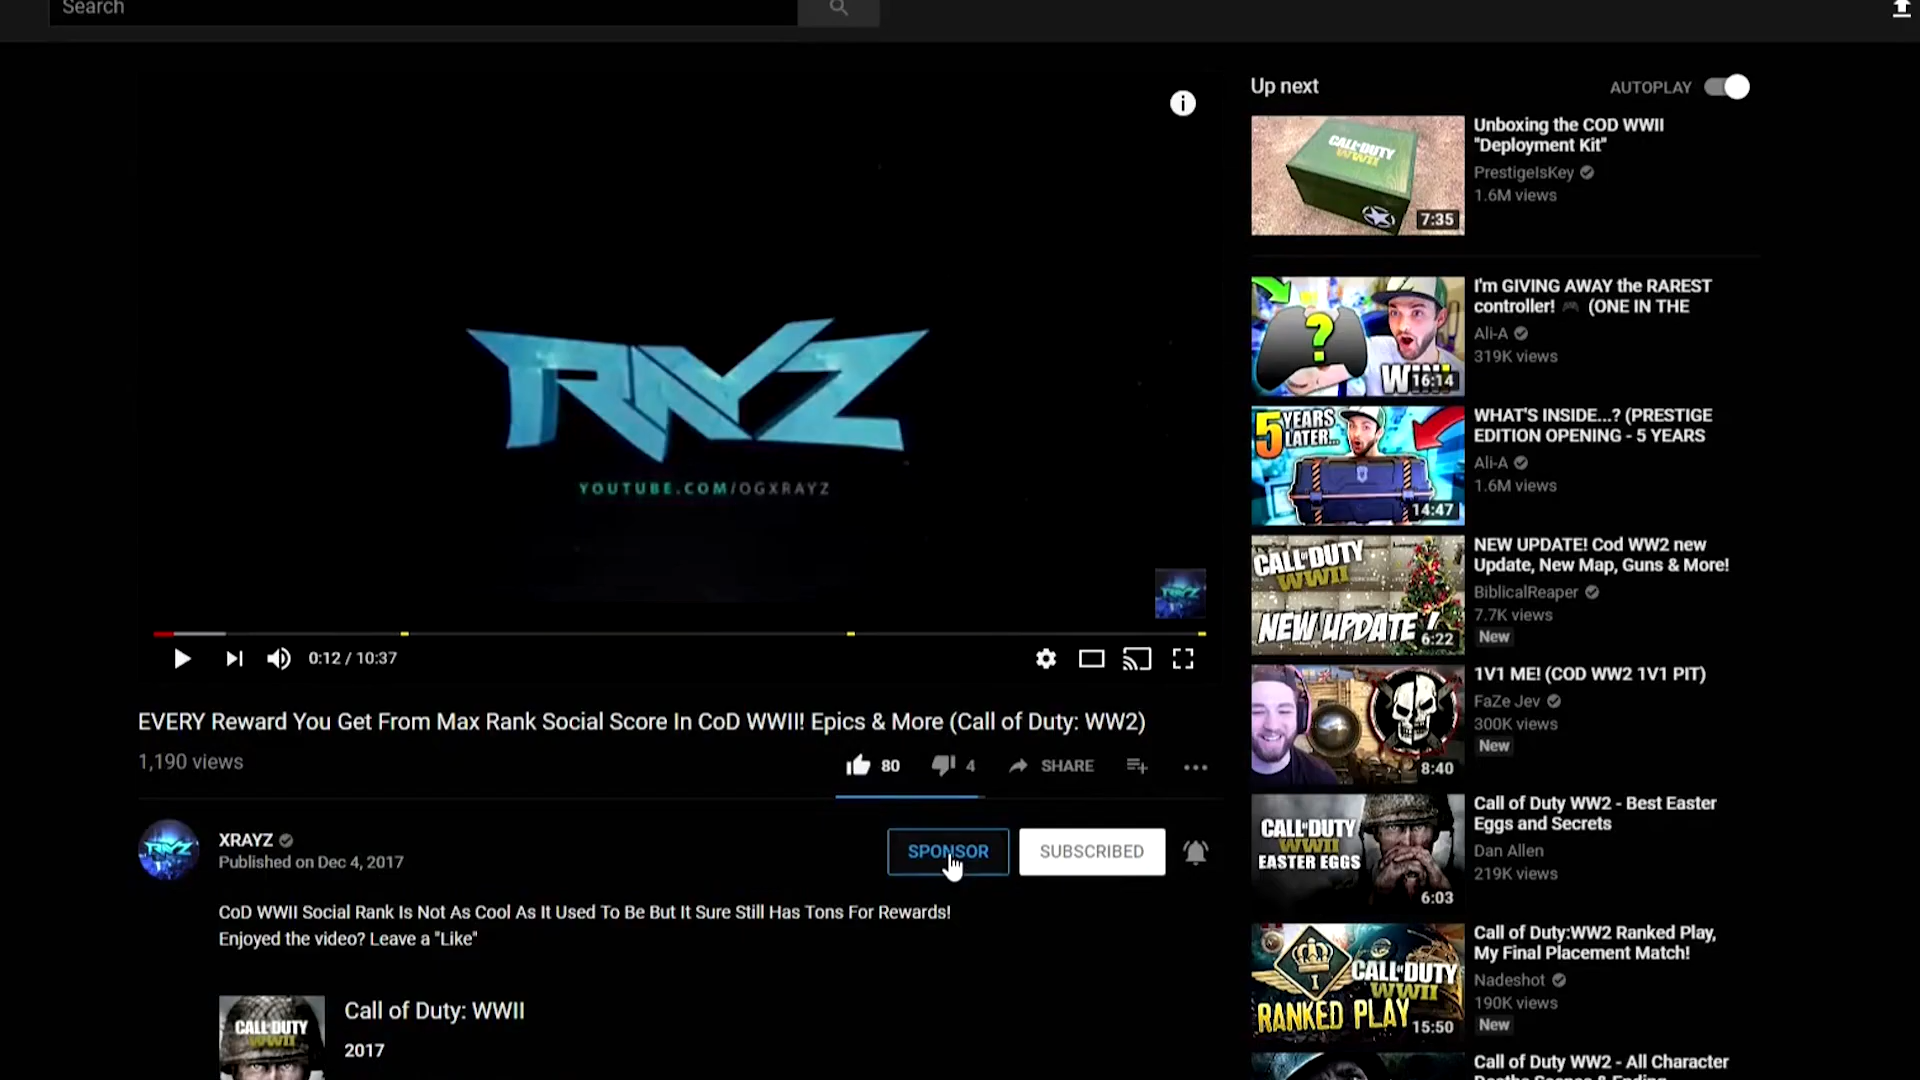 Search
RAYZ
YOUTUBE.COM/OGXRAYZ
0:12 / 10:37
EVERY Reward You Get From Max Rank Social Score In CoD WWII! Epics & More (Call of Duty: WW2)
1,190 views
80
4
SHARE
XRAYZ
Published on Dec 4, 2017
SPONSOR
SUBSCRIBED
CoD WWII Social Rank Is Not As Cool As It Used To Be But It Sure Still Has Tons For Rewards!
Enjoyed the video? Leave a "Like"
CALL OF DUTY
WWII
Call of Duty: WWII
2017
Up next
AUTOPLAY
CALL OF DUTY
WWII
7:35
Unboxing the COD WWII
"Deployment Kit"
PrestigeIsKey
1.6M views
?
16:14
I'm GIVING AWAY the RAREST
controller! 🎮 (ONE IN THE
Ali-A
319K views
5 YEARS
LATER...
14:47
WHAT'S INSIDE...? (PRESTIGE
EDITION OPENING - 5 YEARS
Ali-A
1.6M views
CALL OF DUTY
WWII
NEW UPDATE!
6:22
NEW UPDATE! Cod WW2 new
Update, New Map, Guns & More!
BiblicalReaper
7.7K views
New
8:40
1V1 ME! (COD WW2 1V1 PIT)
FaZe Jev
300K views
New
CALL OF DUTY
WWII
EASTER EGGS
6:03
Call of Duty WW2 - Best Easter
Eggs and Secrets
Dan Allen
219K views
I
CALL OF DUTY
WWII
RANKED PLAY
15:50
Call of Duty:WW2 Ranked Play,
My Final Placement Match!
Nadeshot
190K views
New
Call of Duty WW2 - All Character